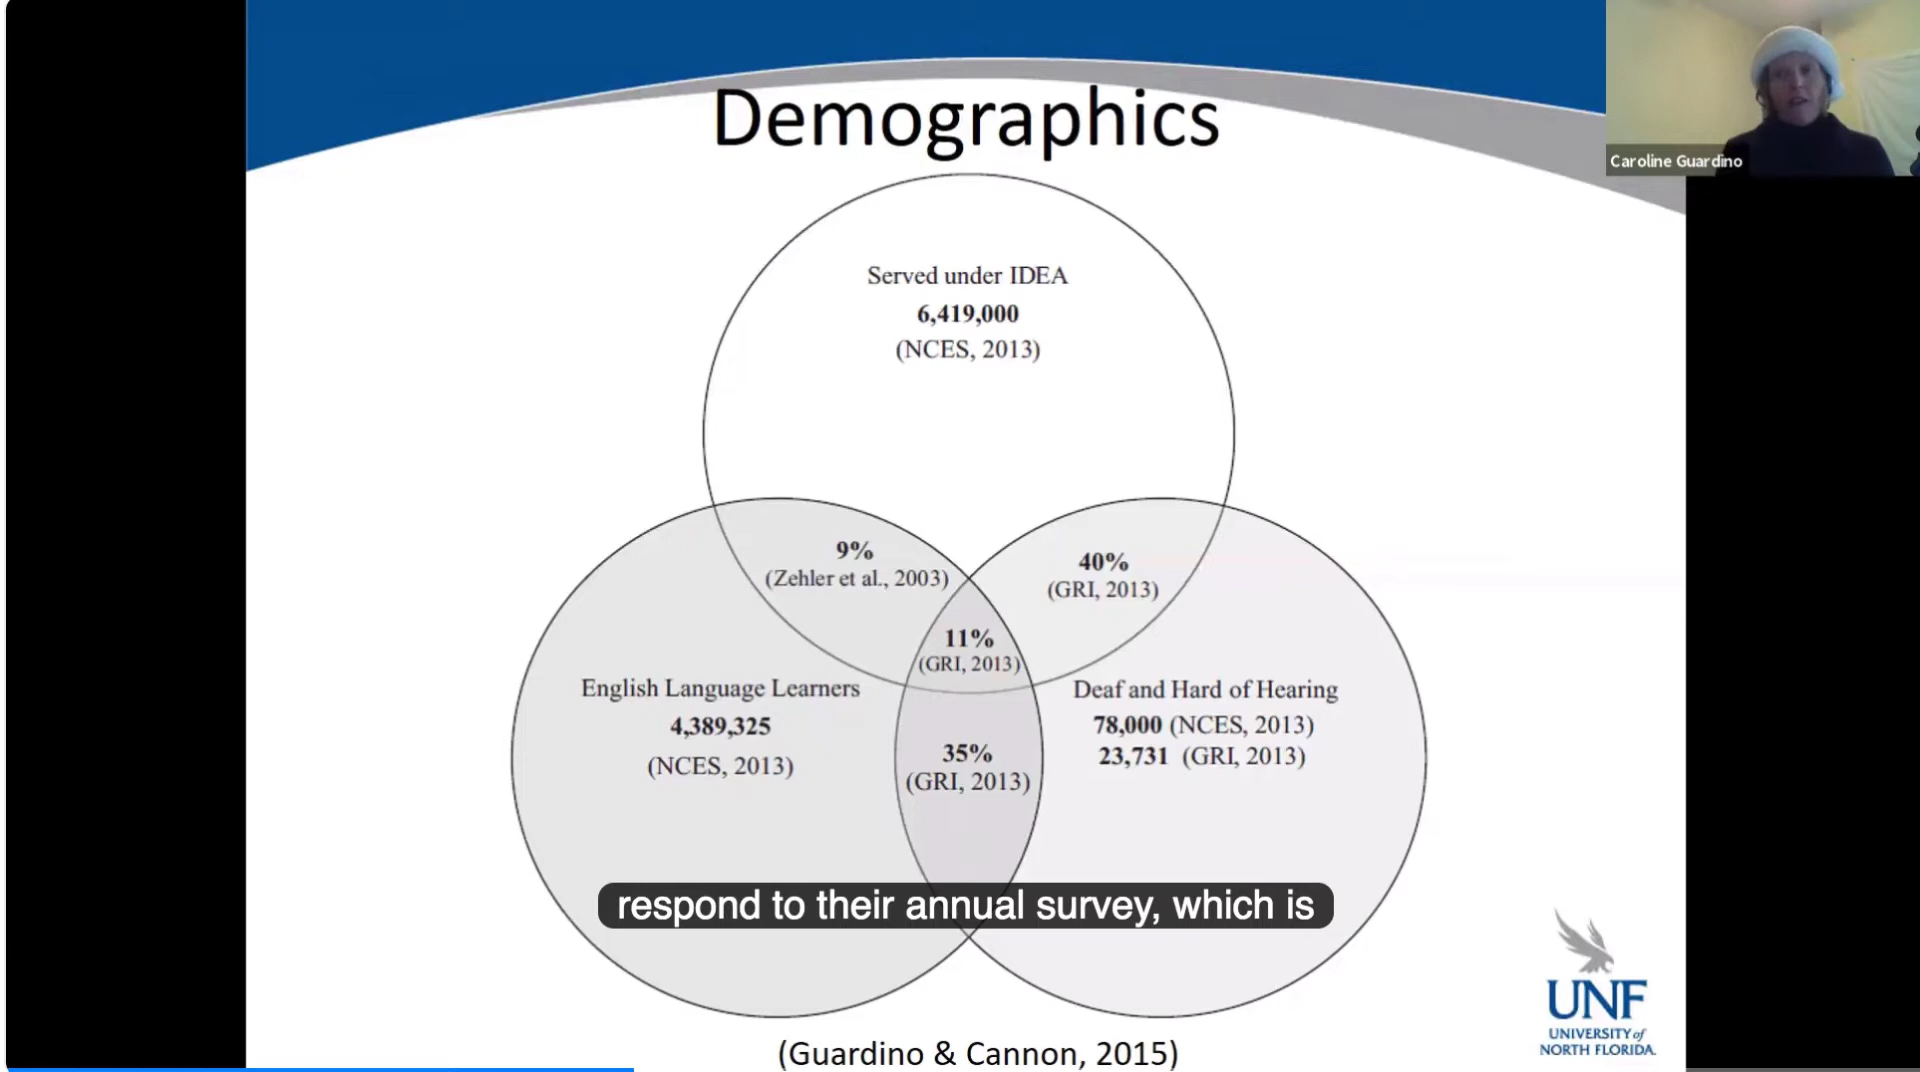 Demographics
Caroline Guardino
Served under IDEA
6,419,000
(NCES, 2013)
9%
(Zehler et al., 2003)
40%
(GRI, 2013)
11%
(GRI, 2013)
English Language Learners
4,389,325
(NCES, 2013)
Deaf and Hard of Hearing
78,000 (NCES, 2013)
23,731 (GRI, 2013)
35%
(GRI, 2013)
respond to their annual survey, which is
UNF
UNIVERSITY of
NORTH FLORIDA.
(Guardino & Cannon, 2015)